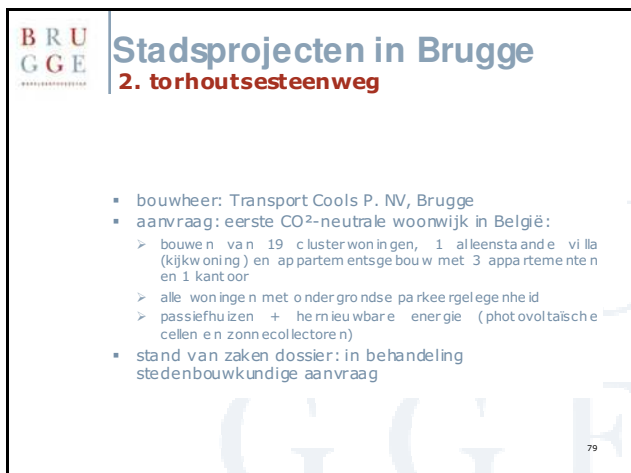 BRU
GGE
Stadsprojecten in Brugge
2. torhoutsesteenweg
▪ bouwheer: Transport Cools P. NV, Brugge
▪ aanvraag: eerste CO²-neutrale woonwijk in België:
➢ bouwen van 19 clusterwoningen, 1 alleenstaande villa
(kijkwoning) en appartementsgebouw met 3 appartementen
en 1 kantoor
➢ alle woningen met ondergrondse parkeergelegenheid
➢ passiefhuizen + hernieuwbare energie (photovoltaïsche
cellen en zonnecollectoren)
▪ stand van zaken dossier: in behandeling
stedenbouwkundige aanvraag
79